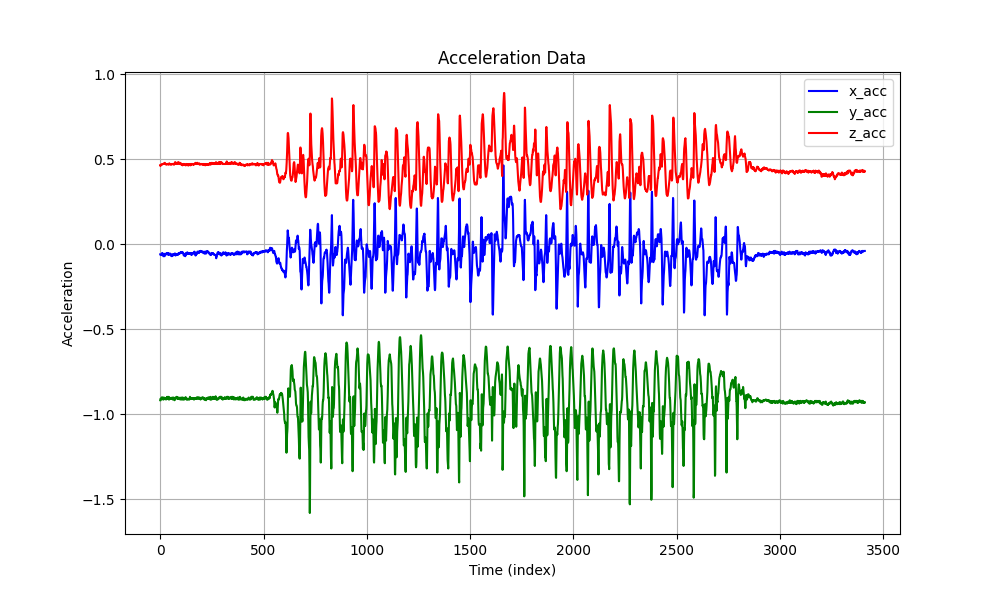 Acceleration Data
x_acc
y_acc
z_acc
1.0
0.5
0.0
−0.5
−1.0
−1.5
Acceleration
0
500
1000
1500
2000
2500
3000
3500
Time (index)